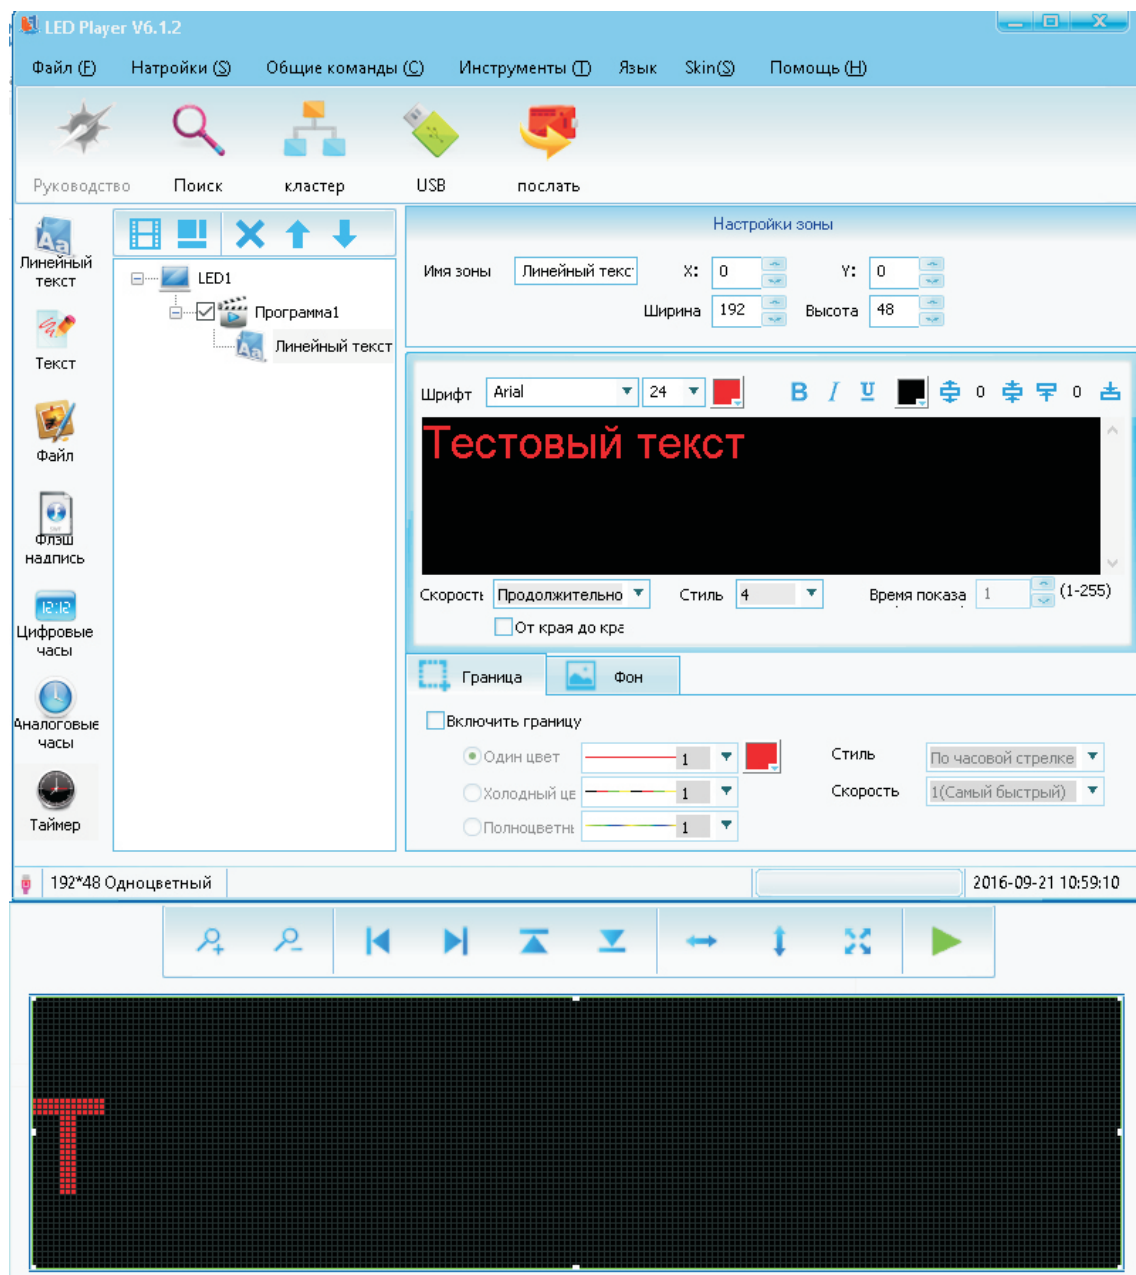 LED Player V6.1.2
Файл (F) Натройки (S) Общие команды (C) Инструменты (T) Язык Skin(S) Помощь (H)
Руководство Поиск кластер USB послать
Линейный
текст
Текст
Файл
Флэш
надпись
12:12
Цифровые
часы
Аналоговые
часы
Таймер
LED1
Программа1
Линейный текст
Настройки зоны
Имя зоны Линейный текс X: 0 Y: 0
Ширина 192 Высота 48
Шрифт Arial 24 B I U 0 0
Тестовый текст
Скорость Продолжительно Стиль 4 Время показа 1 (1-255)
От края до кра
Граница Фон
Включить границу
Один цвет 1 Стиль По часовой стрелке
Холодный це 1 Скорость 1(Самый быстрый)
Полноцветнь 1
192*48 Одноцветный 2016-09-21 10:59:10
Т